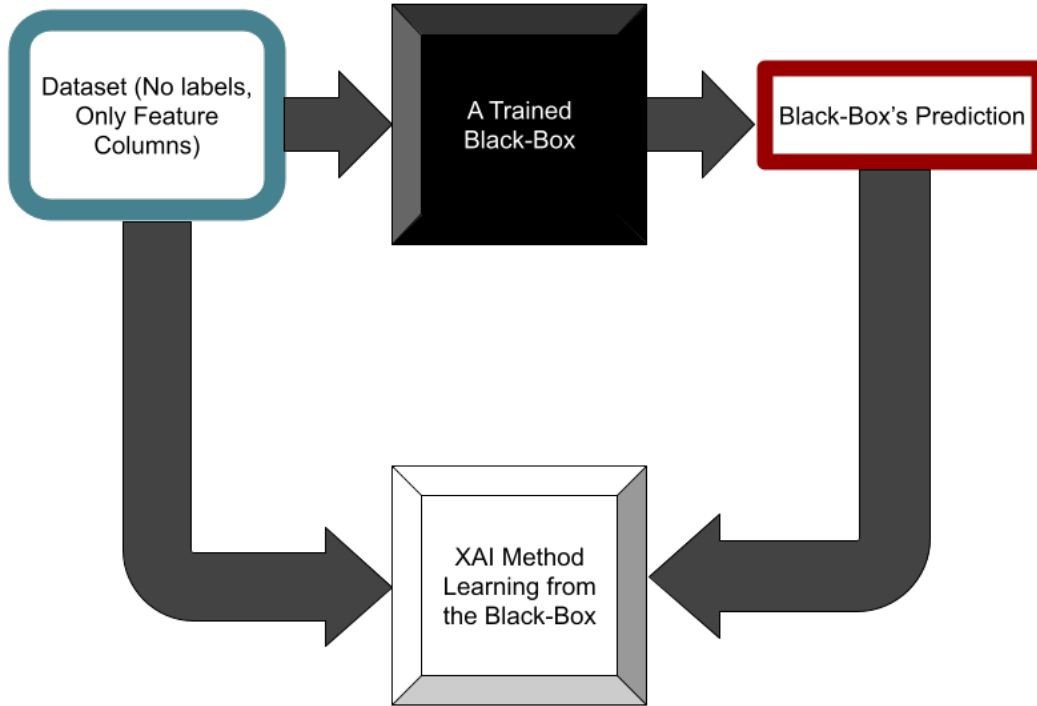 Dataset (No labels,
Only Feature
Columns)
A Trained
Black-Box
Black-Box’s Prediction
XAI Method
Learning from
the Black-Box